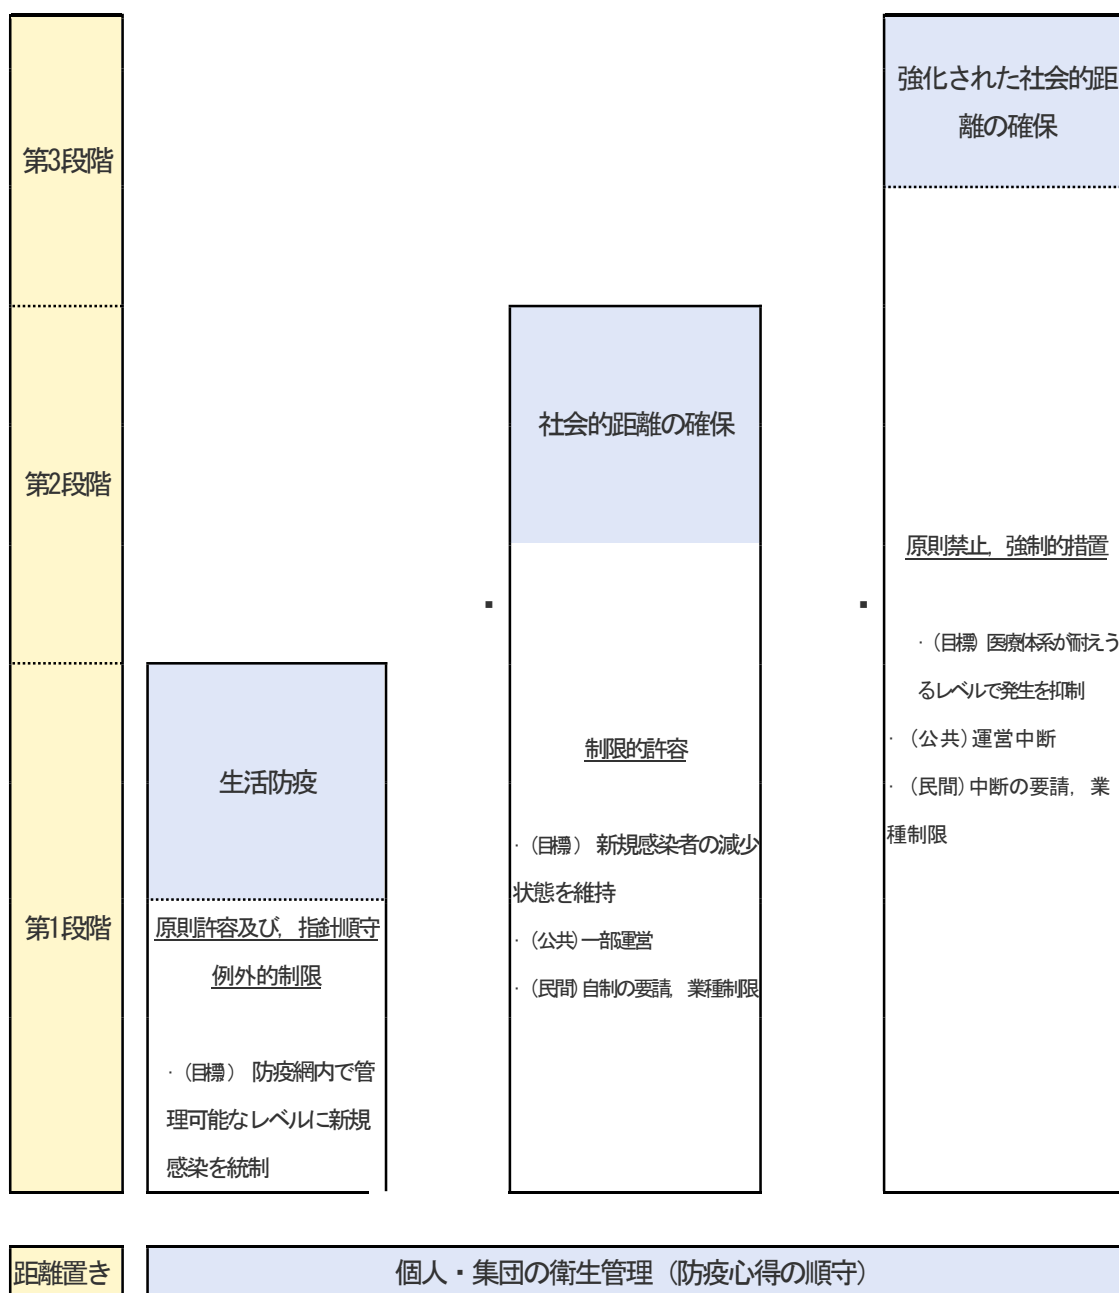 第3段階
第2段階
第1段階
生活防疫
原則許容及び, 指針順守
例外的制限
· (目標) 防疫網内で管
理可能なレベルに新規
感染を統制
▪
社会的距離の確保
制限的許容
· (目標) 新規感染者の減少
状態を維持
· (公共) 一部運営
· (民間) 自制の要請, 業種制限
▪
強化された社会的距
離の確保
原則禁止, 強制的措置
· (目標) 医療体系が耐えう
るレベルで発生を抑制
· (公共) 運営中断
· (民間) 中断の要請, 業
種制限
距離置き
個人・集団の衛生管理 (防疫心得の順守)